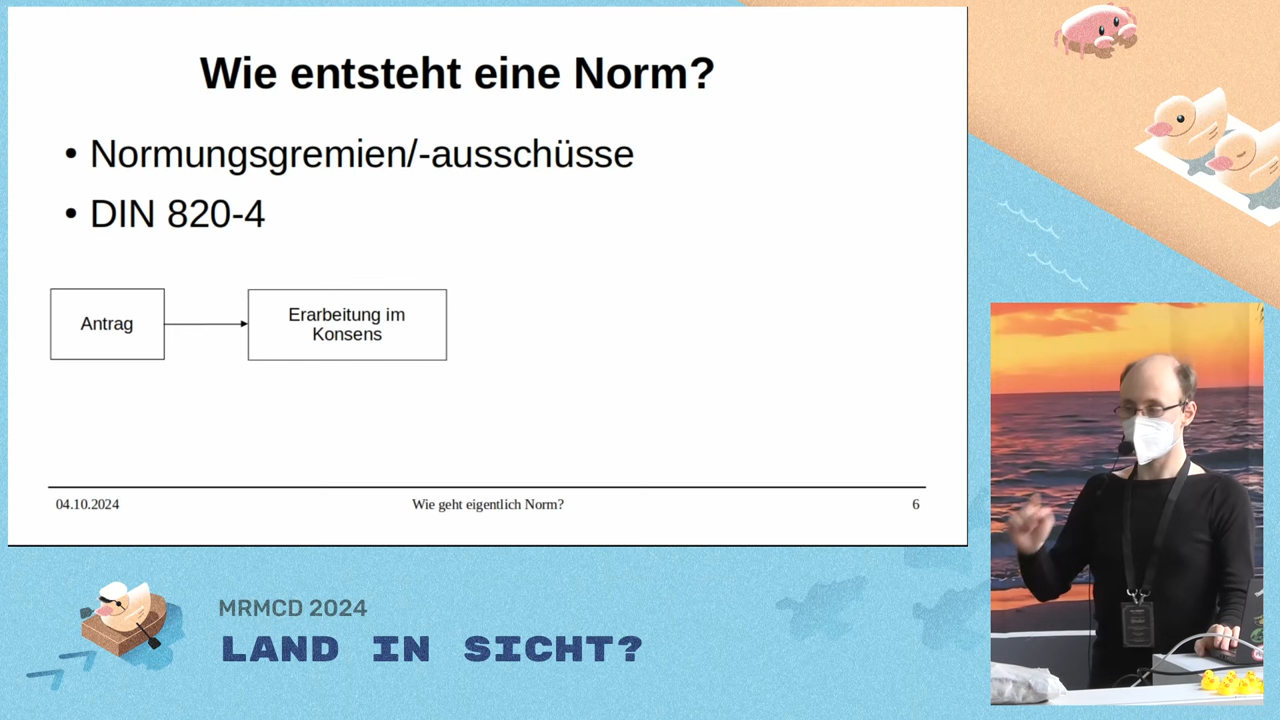 Wie entsteht eine Norm?
• Normungsgremien/-ausschüsse
• DIN 820-4
Antrag
Erarbeitung im
Konsens
04.10.2024
Wie geht eigentlich Norm?
6
MRMCD 2024
LAND IN SICHT?